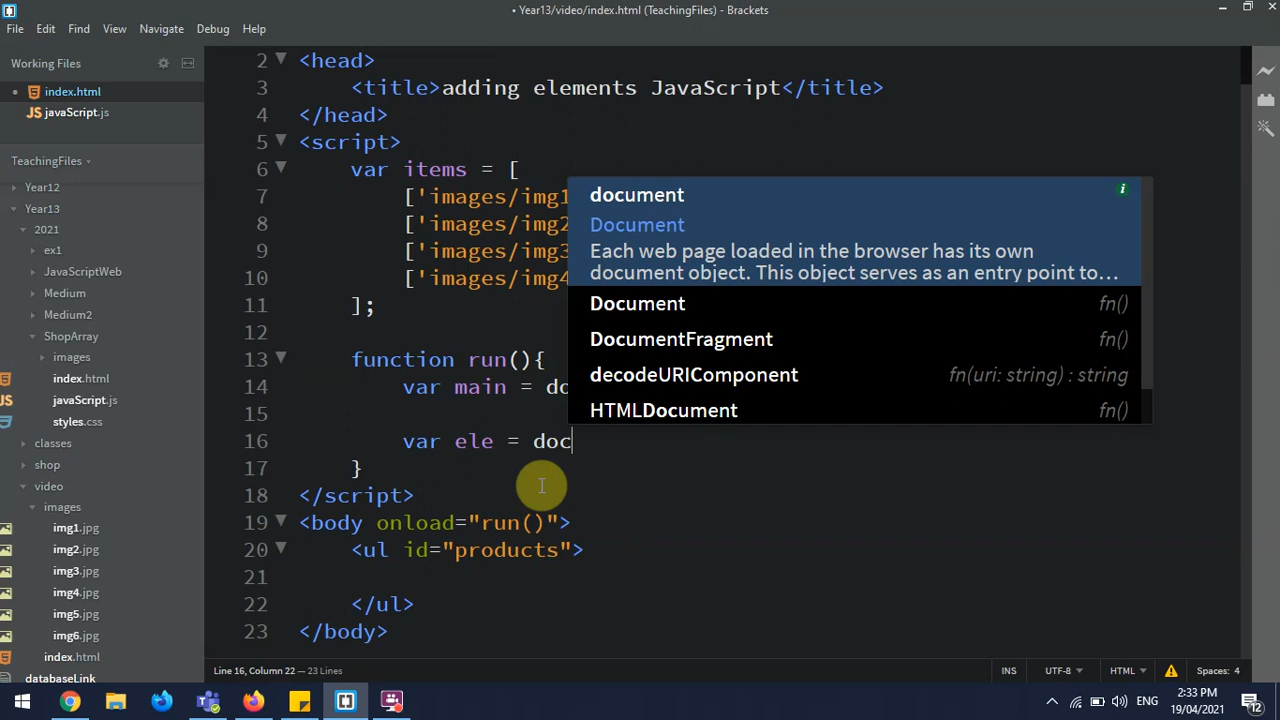 • Year13/video/index.html (TeachingFiles) - Brackets
File Edit Find View Navigate Debug Help
Working Files
• index.html
JS javaScript.js
TeachingFiles
Year12
Year13
2021
ex1
JavaScriptWeb
Medium
Medium2
ShopArray
images
index.html
JS javaScript.js
styles.css
classes
shop
video
images
img1.jpg
img2.jpg
img3.jpg
img4.jpg
img5.jpg
img6.jpg
index.html
databaseLink
2 <head>
3 <title>adding elements JavaScript</title>
4 </head>
5 <script>
6 var items = [
7 ['images/img1
8 ['images/img2
9 ['images/img3
10 ['images/img4
11 ];
12
13 function run(){
14 var main = do
15
16 var ele = doc
17 }
18 </script>
19 <body onload="run()">
20 <ul id="products">
21
22 </ul>
23 </body>
document
Document
Each web page loaded in the browser has its own
document object. This object serves as an entry point to…
Document fn()
DocumentFragment fn()
decodeURIComponent fn(uri: string) : string
HTMLDocument fn()
Line 16, Column 22 — 23 Lines
INS UTF-8 HTML Spaces: 4
ENG
2:33 PM
19/04/2021
12